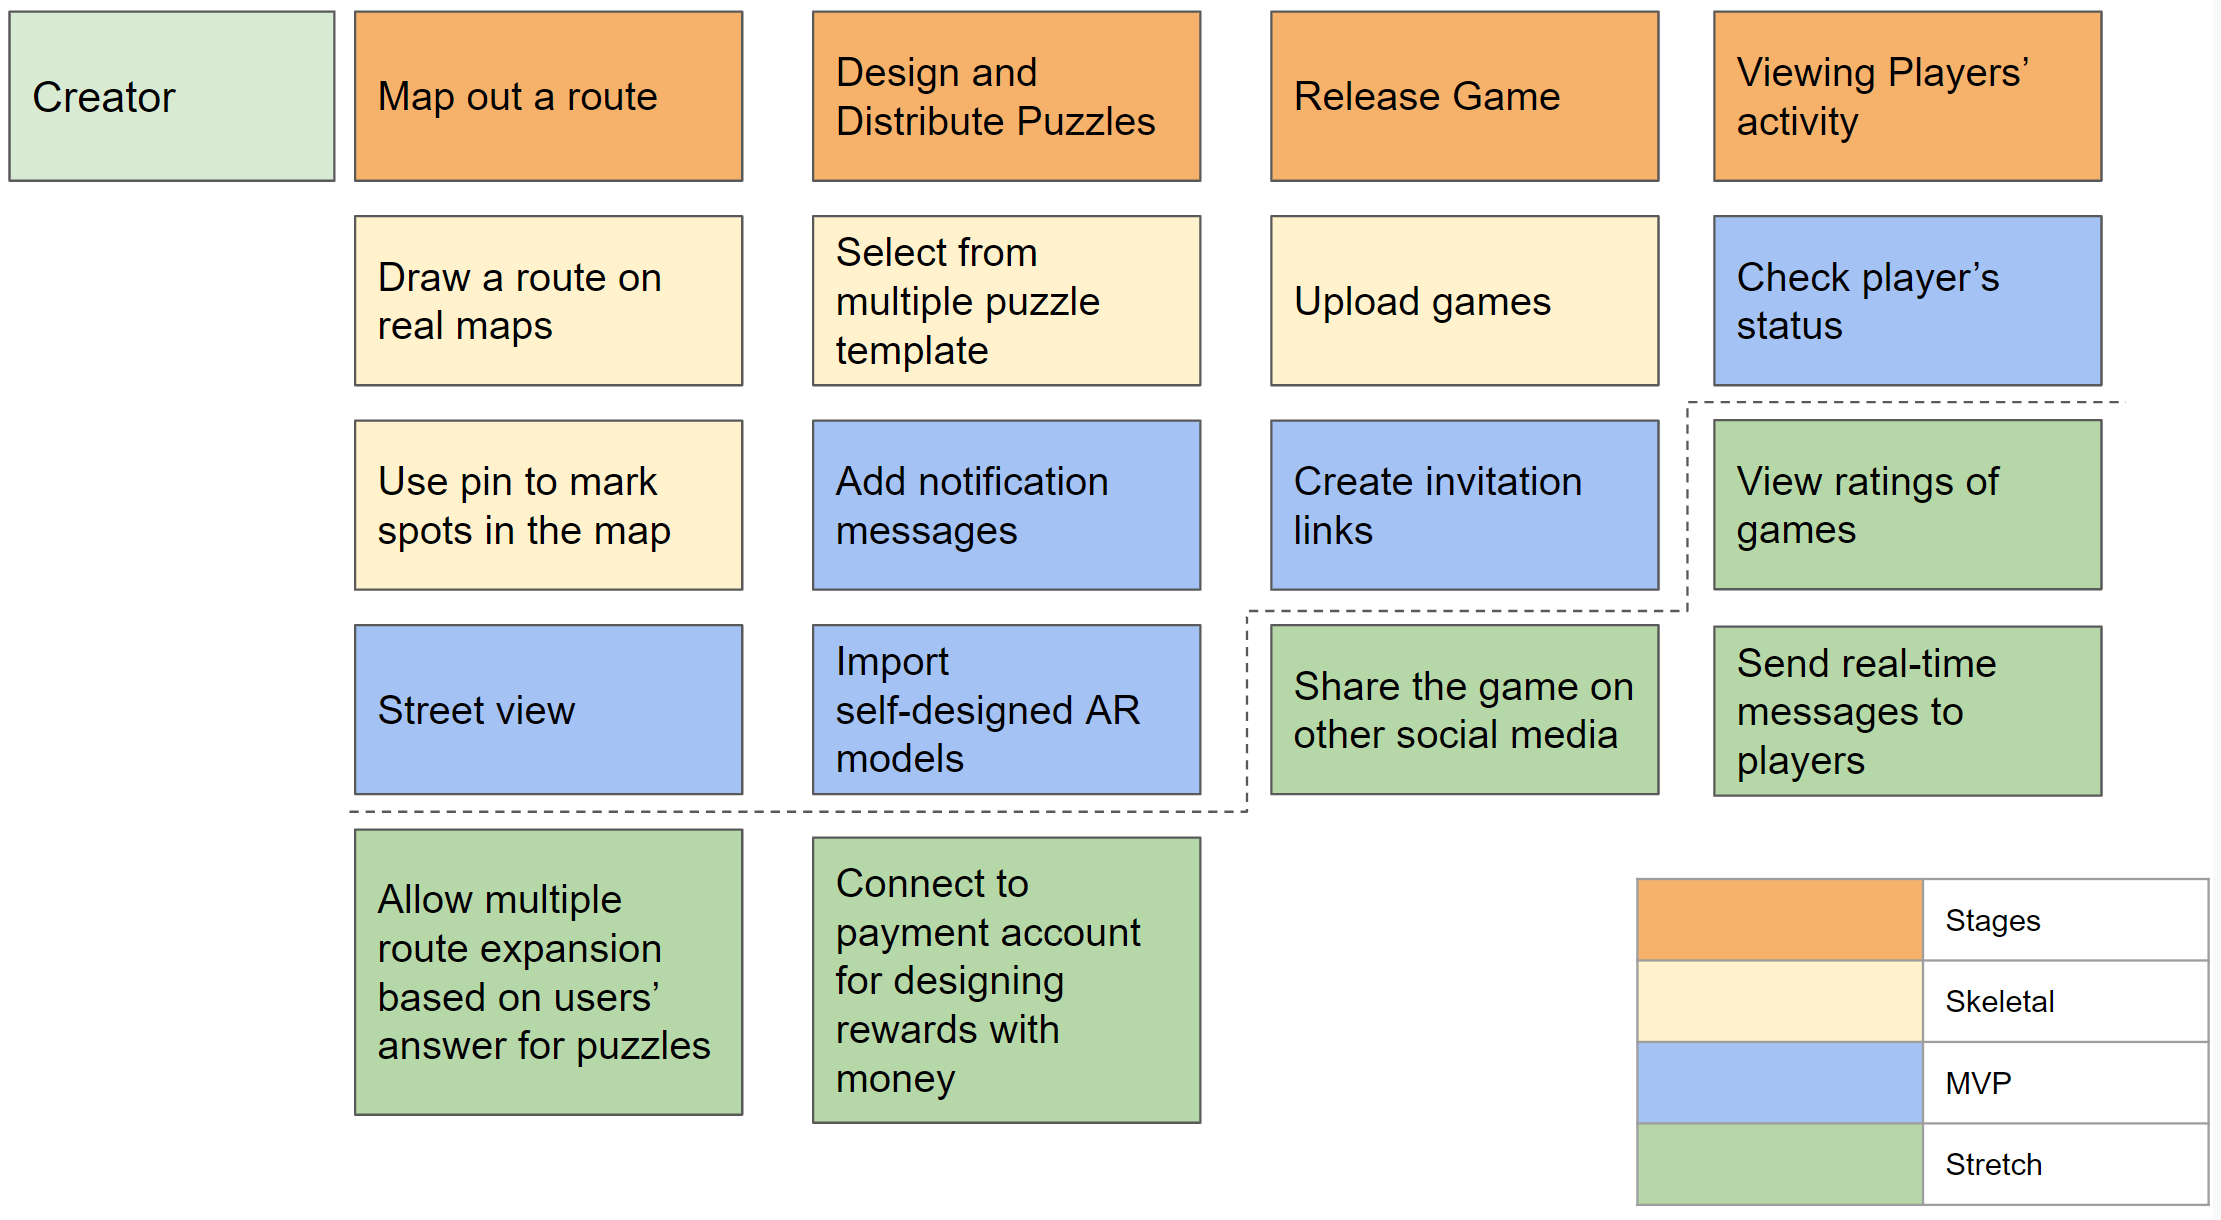 Creator
Map out a route
Design and
Distribute Puzzles
Release Game
Viewing Players’
activity
Draw a route on
real maps
Select from
multiple puzzle
template
Upload games
Check player’s
status
Use pin to mark
spots in the map
Add notification
messages
Create invitation
links
View ratings of
games
Street view
Import
self-designed AR
models
Share the game on
other social media
Send real-time
messages to
players
Allow multiple
route expansion
based on users’
answer for puzzles
Connect to
payment account
for designing
rewards with
money
Stages
Skeletal
MVP
Stretch